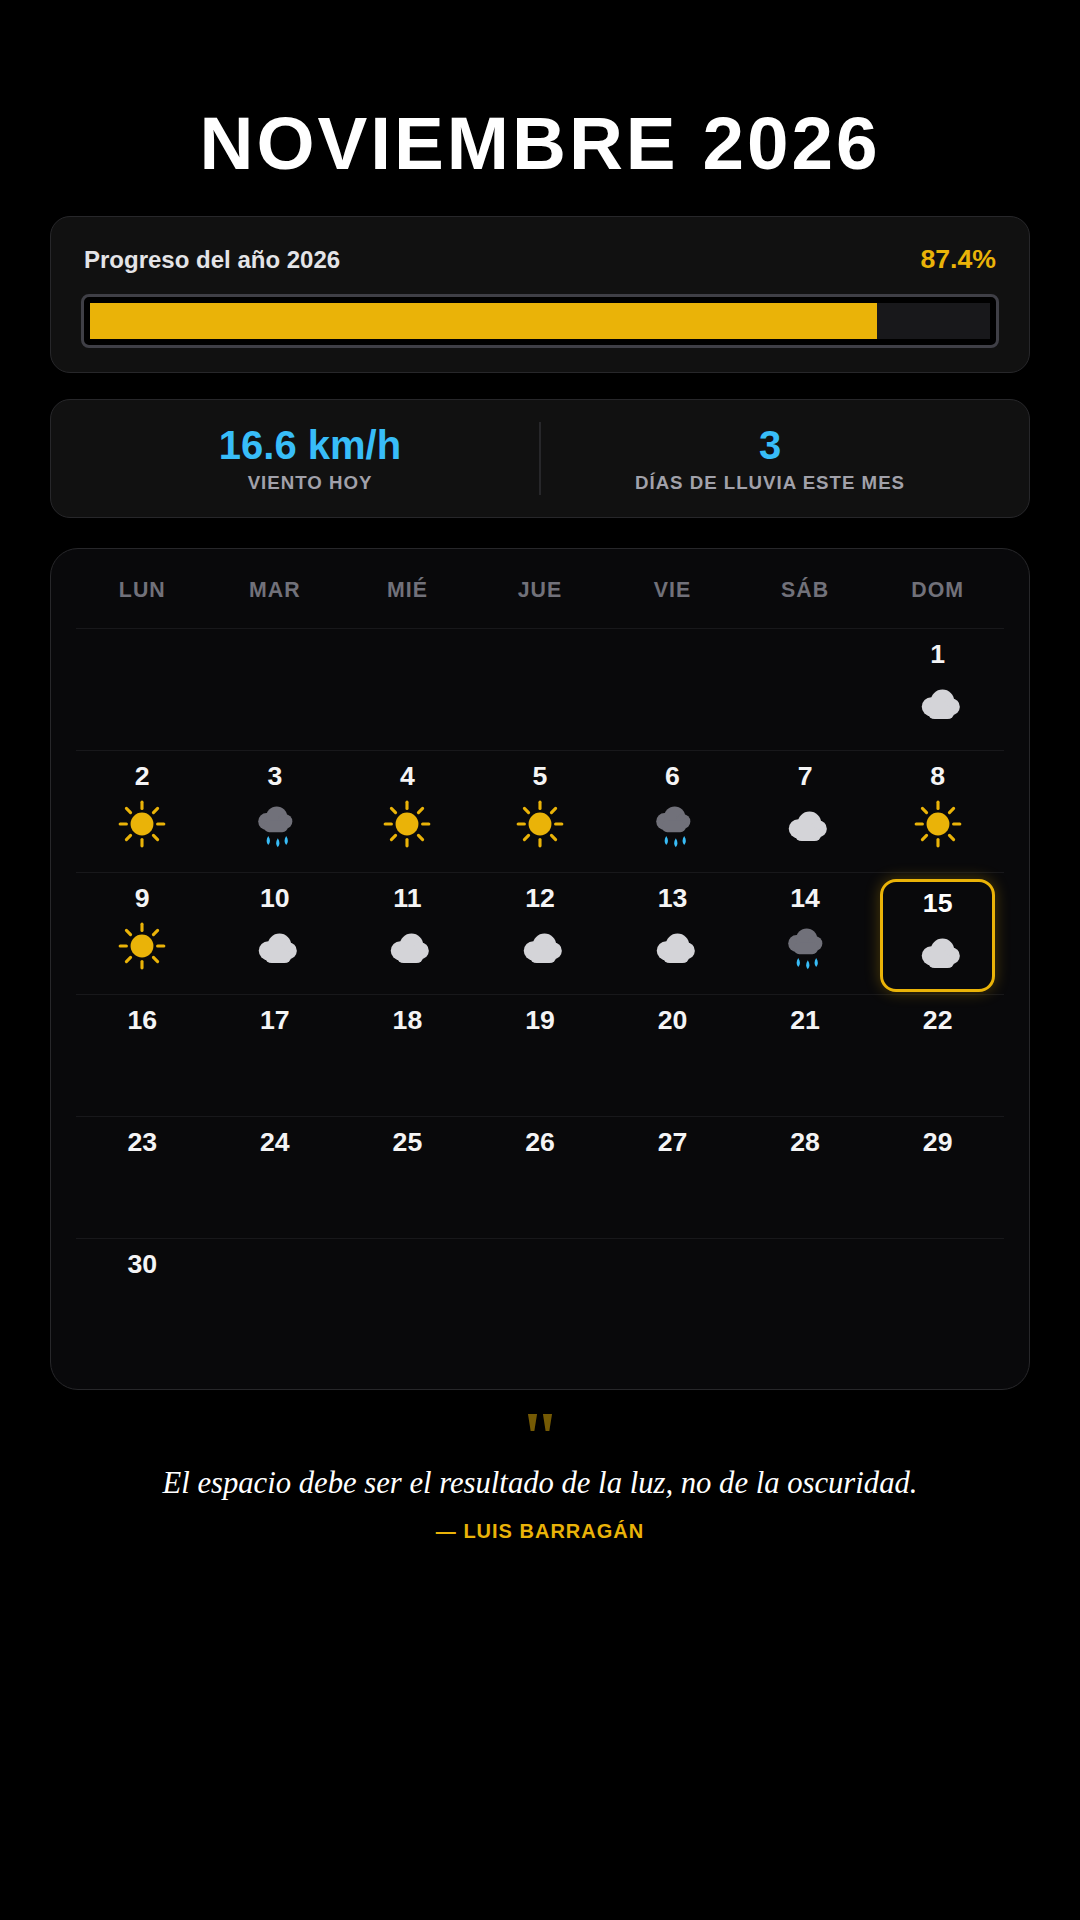 NOVIEMBRE 2026
Progreso del año 2026 87.4%
16.6 km/h 3
VIENTO HOY DÍAS DE LLUVIA ESTE MES
LUN MAR MIÉ JUE VIE SÁB DOM
1
2 3 4 5 6 7 8
9 10 11 12 13 14 15
16 17 18 19 20 21 22
23 24 25 26 27 28 29
30
"
El espacio debe ser el resultado de la luz, no de la oscuridad.
— LUIS BARRAGÁN